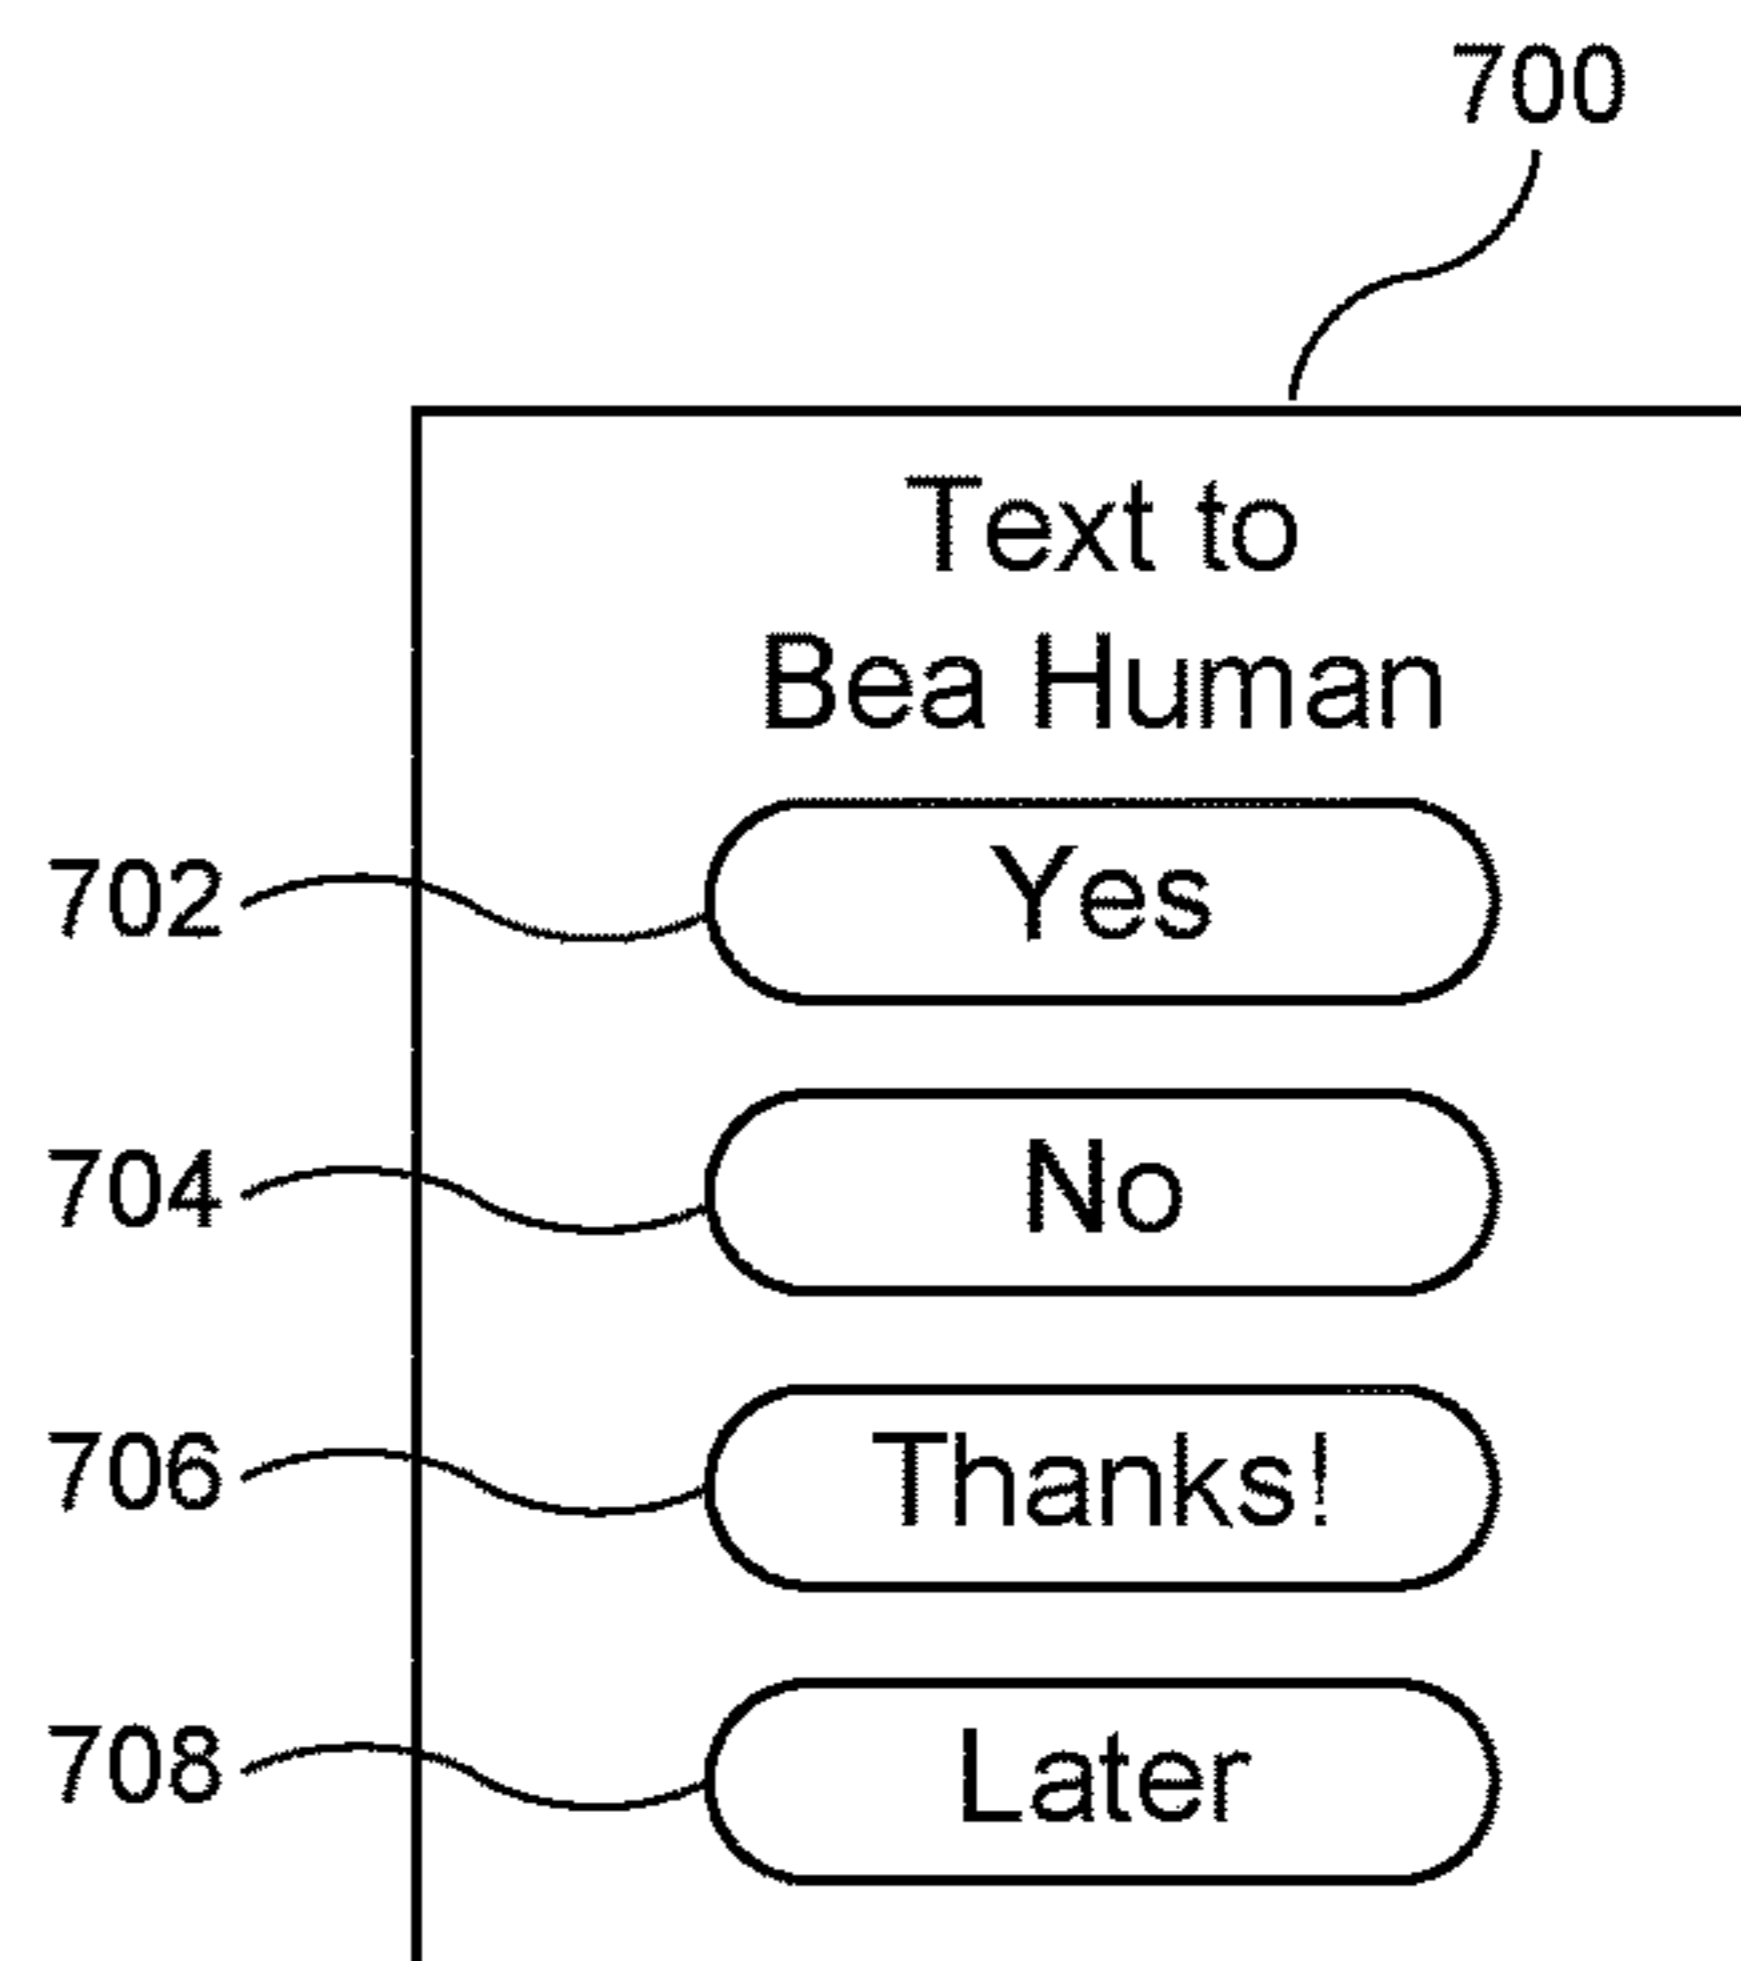 700
Text to
Bea Human
702 Yes
704 No
706 Thanks!
708 Later